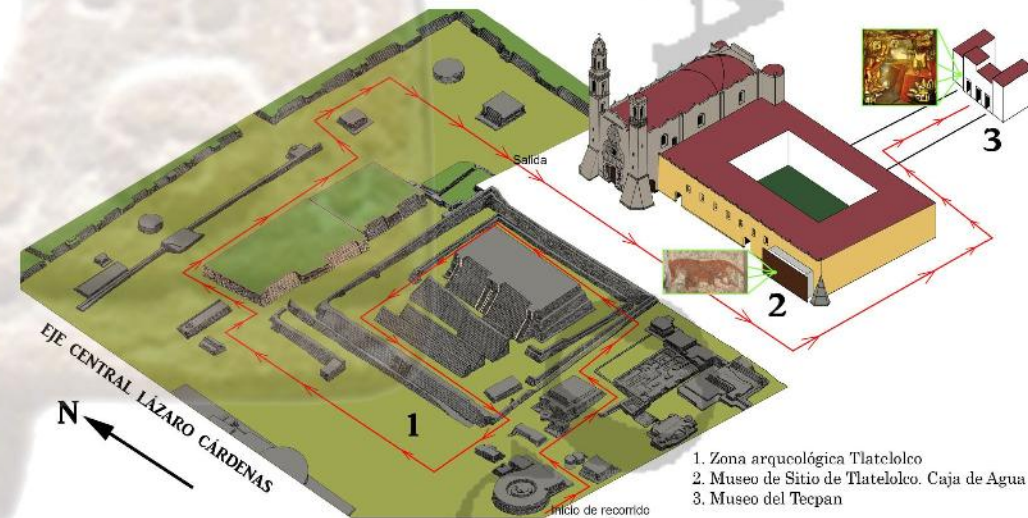 Salida
3
2
EJE CENTRAL LÁZARO CÁRDENAS
N
1
1. Zona arqueológica Tlatelolco
2. Museo de Sitio de Tlatelolco. Caja de Agua
3. Museo del Tecpan
Inicio de recorrido